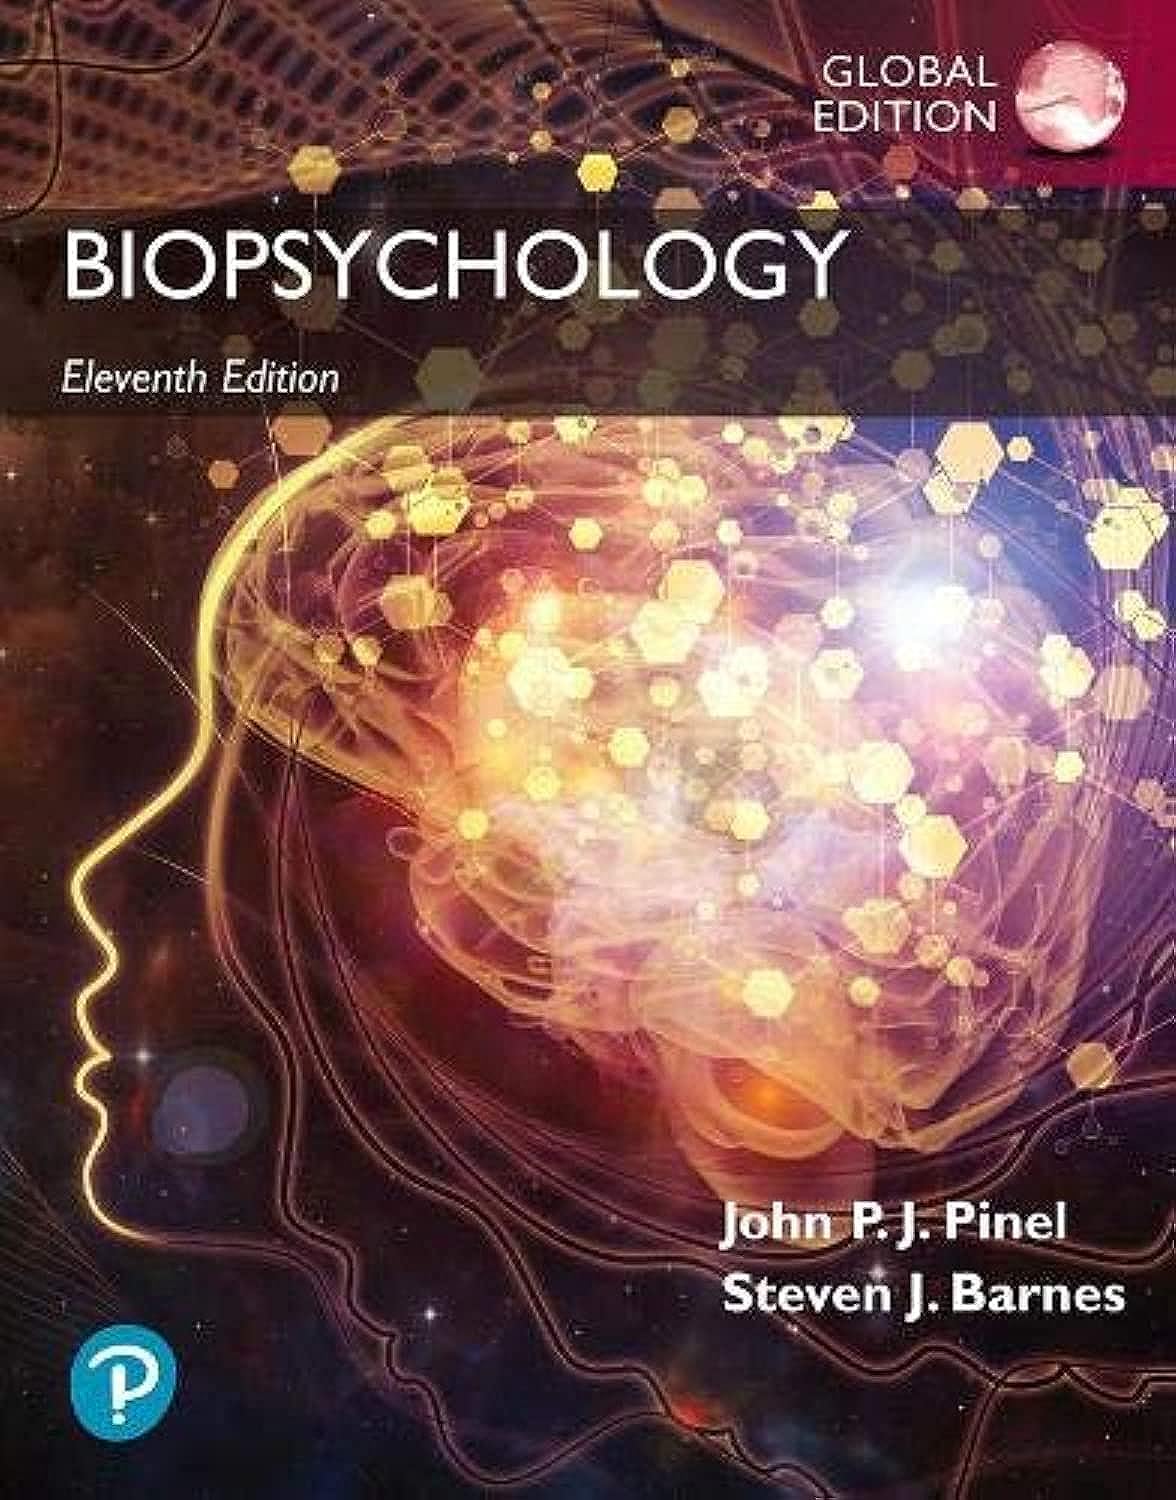 GLOBAL
EDITION
BIOPSYCHOLOGY
Eleventh Edition
John P. J. Pinel
Steven J. Barnes
P